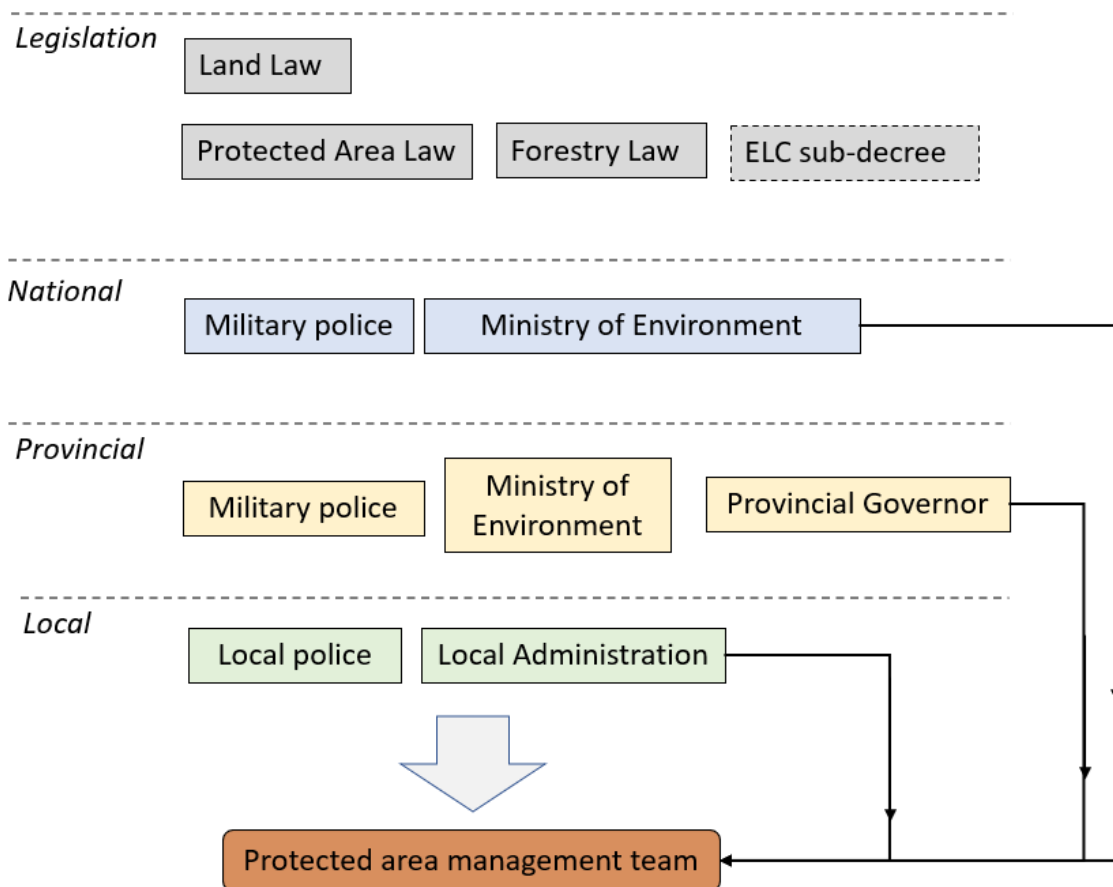 Legislation
Land Law
Protected Area Law
Forestry Law
ELC sub-decree
National
Military police
Ministry of Environment
Provincial
Military police
Ministry of
Environment
Provincial Governor
Local
Local police
Local Administration
Protected area management team